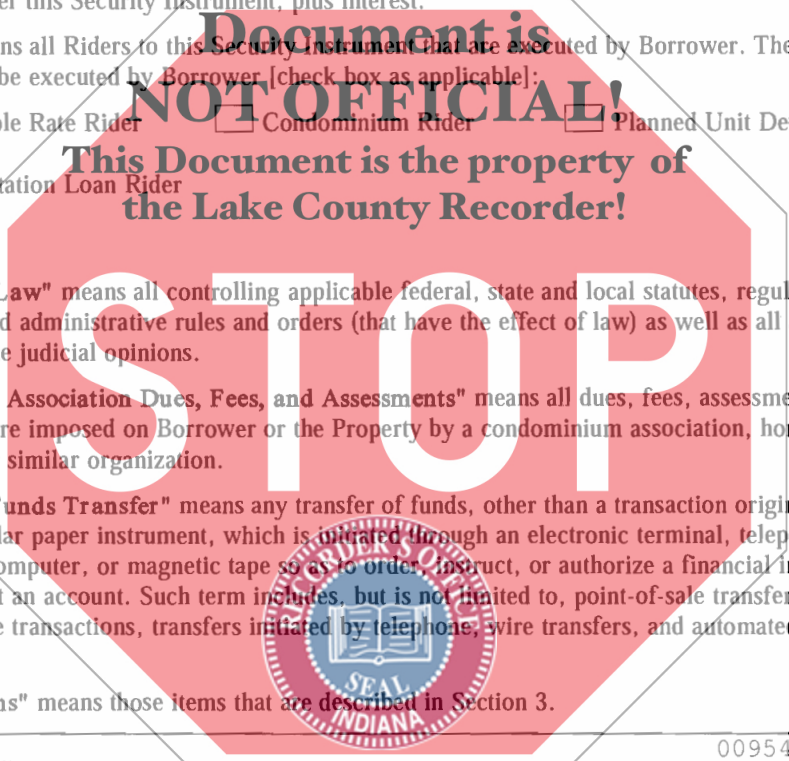 er this Security Instrument, plus interest.
Document is
ns all Riders to this Security Instrument that are executed by Borrower. The
be executed by Borrower [check box as applicable]:
NOT OFFICIAL!
ole Rate Rider Condominium Rider Planned Unit De
This Document is the property of
tation Loan Rider
the Lake County Recorder!
STOP
Law" means all controlling applicable federal, state and local statutes, regul
d administrative rules and orders (that have the effect of law) as well as all
e judicial opinions.
Association Dues, Fees, and Assessments" means all dues, fees, assessme
re imposed on Borrower or the Property by a condominium association, ho
similar organization.
Funds Transfer" means any transfer of funds, other than a transaction origi
lar paper instrument, which is initiated through an electronic terminal, telep
omputer, or magnetic tape so as to order, instruct, or authorize a financial i
t an account. Such term includes, but is not limited to, point-of-sale transfer
e transactions, transfers initiated by telephone, wire transfers, and automate
RECORDER'S OFFICE
SEAL
INDIANA
ns" means those items that are described in Section 3.
00954